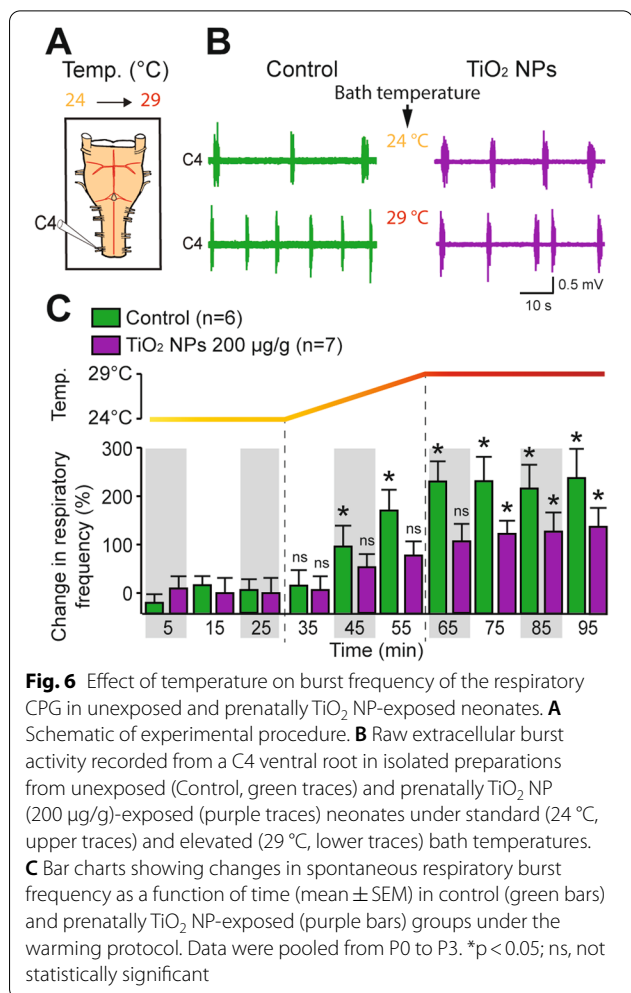 A
Temp. (°C)
24 → 29
C4
B
Control
TiO2 NPs
Bath temperature
24 °C
C4
29 °C
C4
0.5 mV
10 s
C
Control (n=6)
TiO2 NPs 200 µg/g (n=7)
Temp.
29°C
24°C
Change in respiratory
frequency (%)
300
200
100
0
ns ns * ns * ns * ns * * * * * *
5 15 25 35 45 55 65 75 85 95
Time (min)
Fig. 6 Effect of temperature on burst frequency of the respiratory
CPG in unexposed and prenatally TiO2 NP-exposed neonates. A
Schematic of experimental procedure. B Raw extracellular burst
activity recorded from a C4 ventral root in isolated preparations
from unexposed (Control, green traces) and prenatally TiO2 NP
(200 µg/g)-exposed (purple traces) neonates under standard (24 °C,
upper traces) and elevated (29 °C, lower traces) bath temperatures.
C Bar charts showing changes in spontaneous respiratory burst
frequency as a function of time (mean ± SEM) in control (green bars)
and prenatally TiO2 NP-exposed (purple bars) groups under the
warming protocol. Data were pooled from P0 to P3. *p < 0.05; ns, not
statistically significant